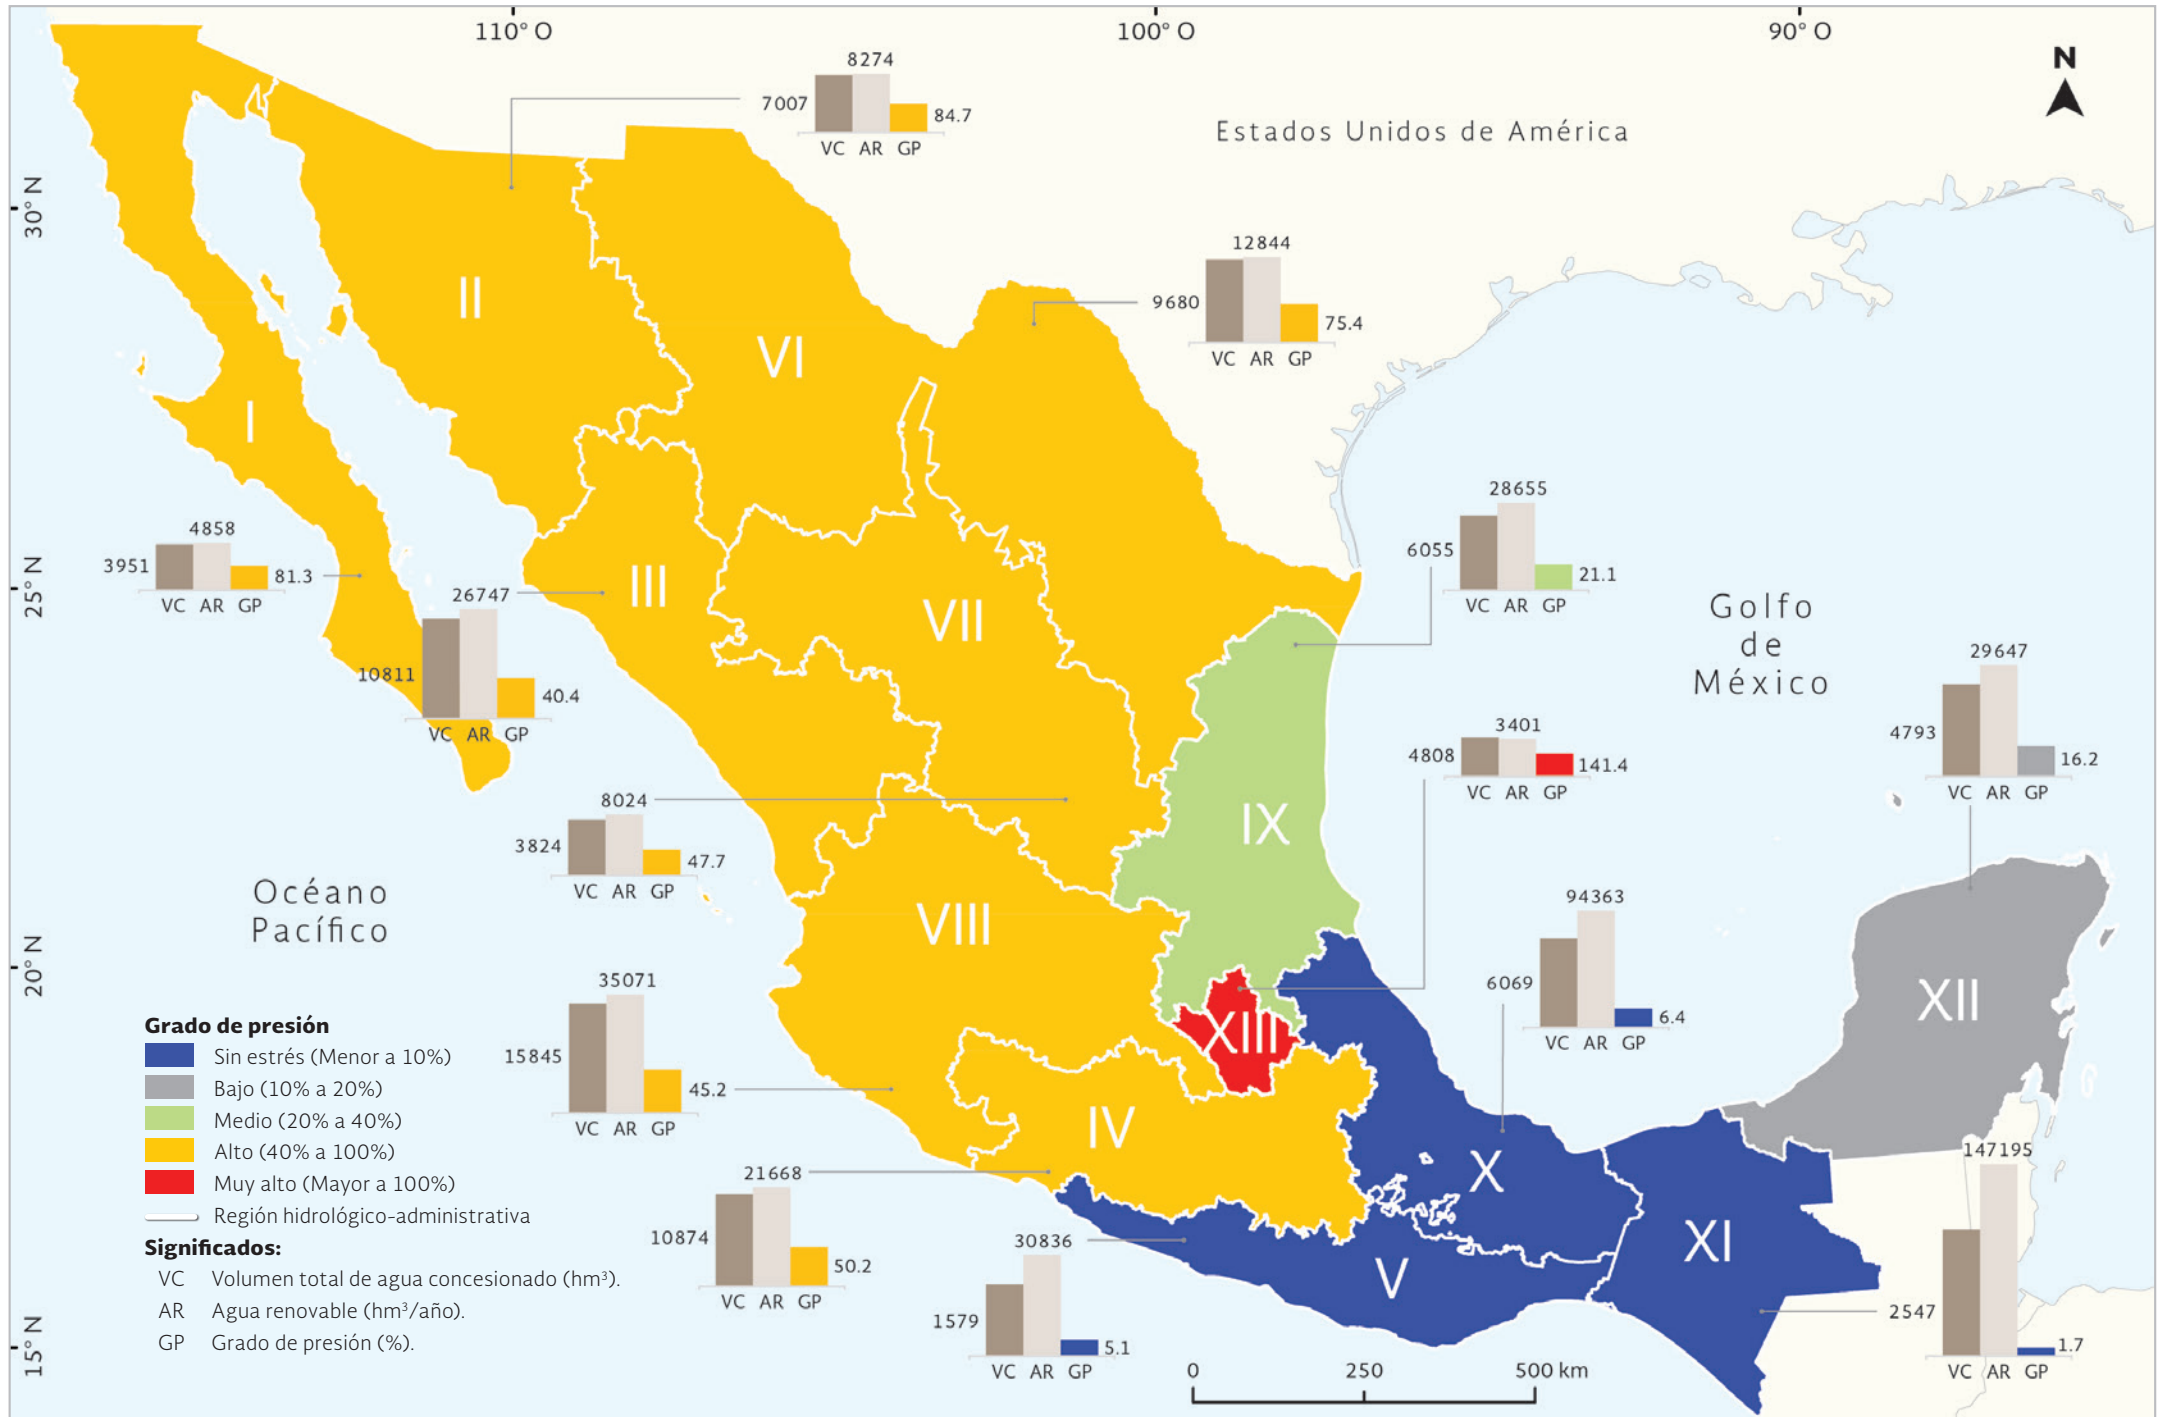 110° O
100° O
90° O
N
30° N
25° N
20° N
15° N
Estados Unidos de América
Golfo
de
México
Océano
Pacífico
8274
7007
84.7
VC AR GP
12844
9680
75.4
VC AR GP
4858
3951
81.3
VC AR GP
26747
10811
40.4
VC AR GP
28655
6055
21.1
VC AR GP
3401
4808
141.4
VC AR GP
29647
4793
16.2
VC AR GP
8024
3824
47.7
VC AR GP
94363
6069
6.4
VC AR GP
35071
15845
45.2
VC AR GP
21668
10874
50.2
VC AR GP
30836
1579
5.1
VC AR GP
147195
2547
1.7
VC AR GP
I
II
III
IV
V
VI
VII
VIII
IX
X
XI
XII
XIII
Grado de presión
Sin estrés (Menor a 10%)
Bajo (10% a 20%)
Medio (20% a 40%)
Alto (40% a 100%)
Muy alto (Mayor a 100%)
Región hidrológico-administrativa
Significados:
VC Volumen total de agua concesionado (hm³).
AR Agua renovable (hm³/año).
GP Grado de presión (%).
0 250 500 km